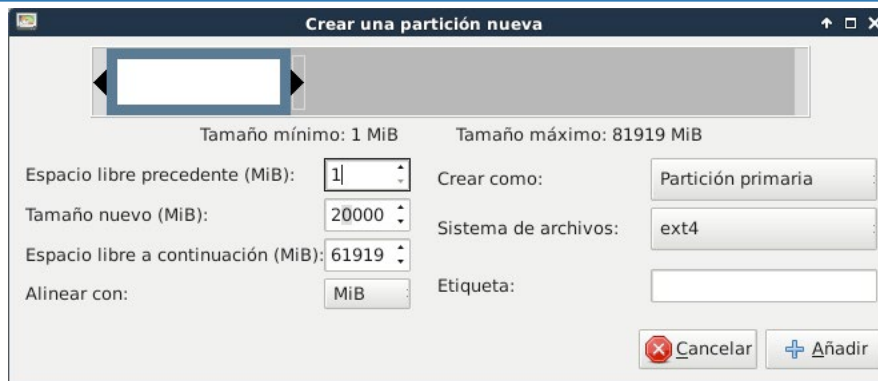 Crear una partición nueva
Tamaño mínimo: 1 MiB Tamaño máximo: 81919 MiB
Espacio libre precedente (MiB): 1
Crear como: Partición primaria
Tamaño nuevo (MiB): 20000
Sistema de archivos: ext4
Espacio libre a continuación (MiB): 61919
Alinear con: MiB
Etiqueta:
Cancelar Añadir